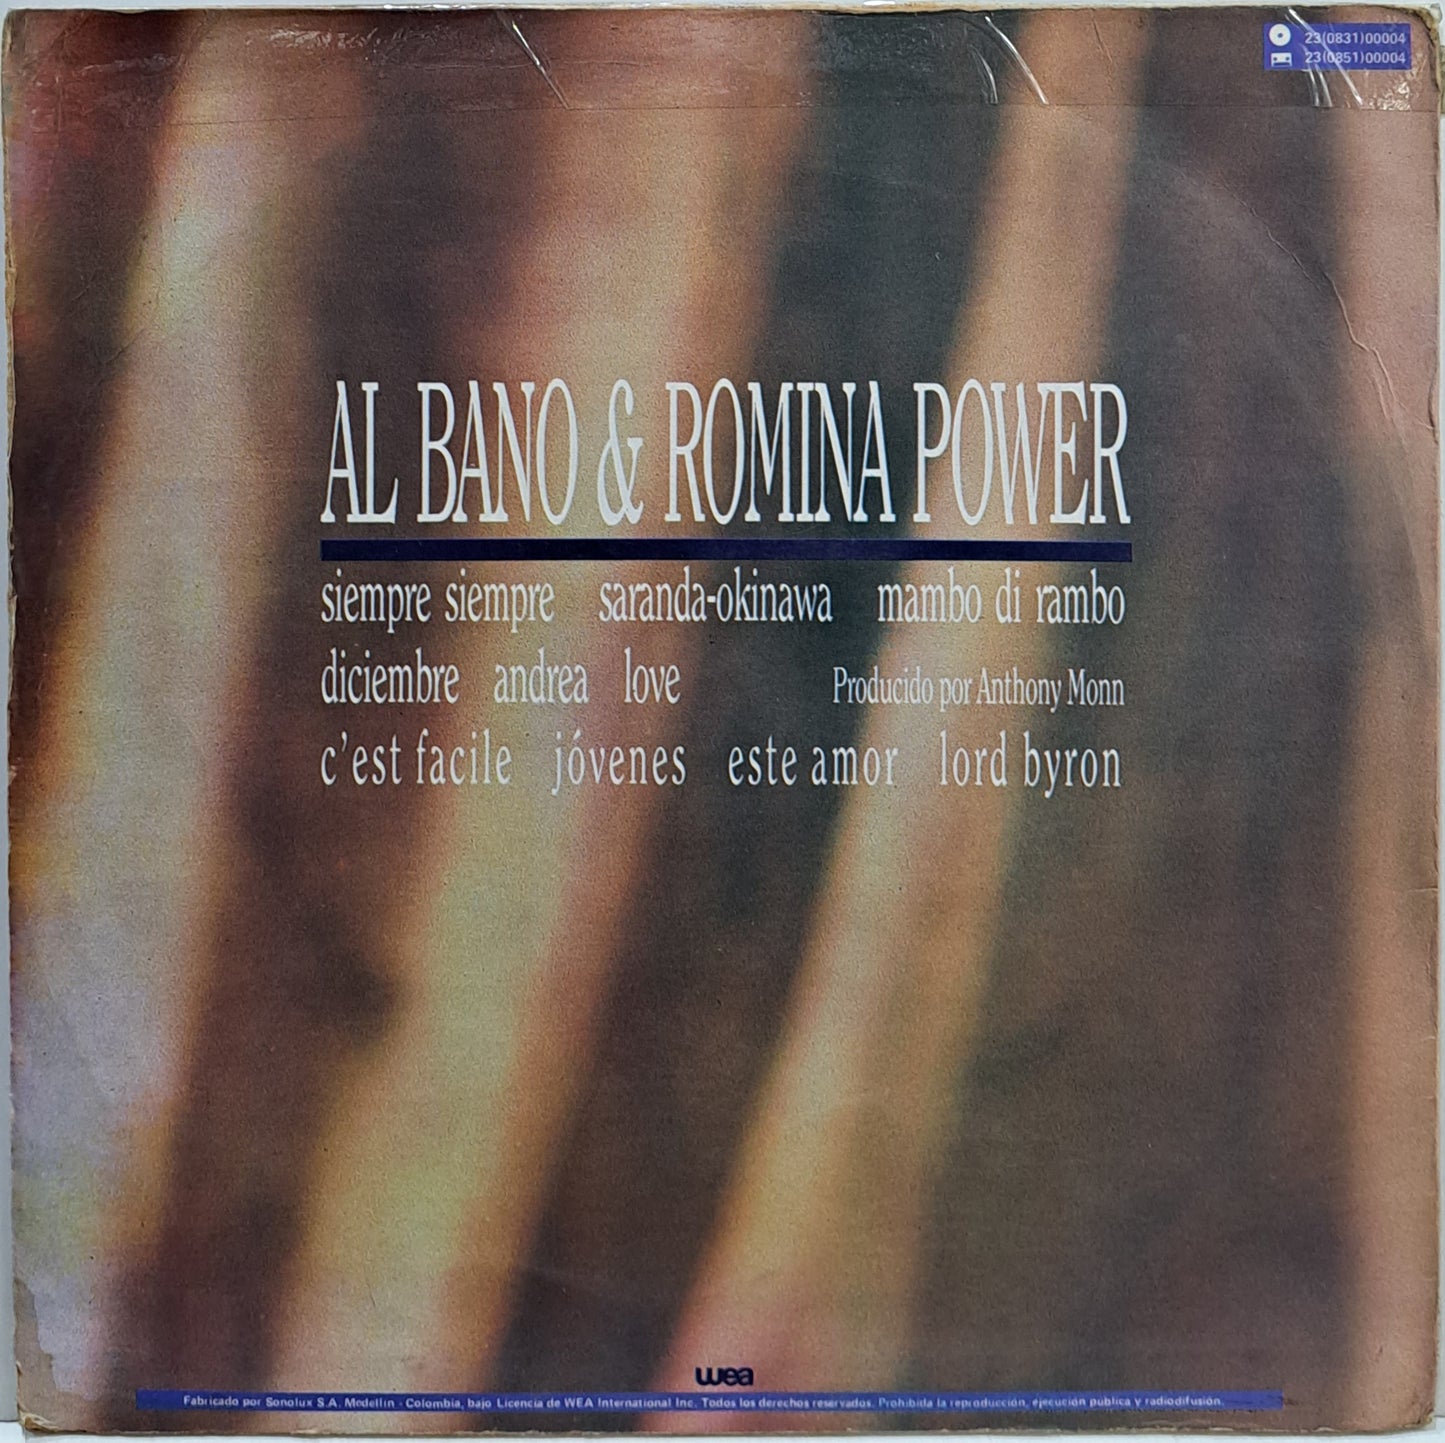 23(0831)00004
23(0851)00004
AL BANO & ROMINA POWER
siempre siempre saranda-okinawa mambo di rambo
diciembre andrea love Producido por Anthony Monn
c'est facile jóvenes este amor lord byron
wea
Fabricado por Sonolux S.A. Medellín - Colombia, bajo Licencia de WEA International Inc. Todos los derechos reservados. Prohibida la reproducción, ejecución pública y radiodifusión.